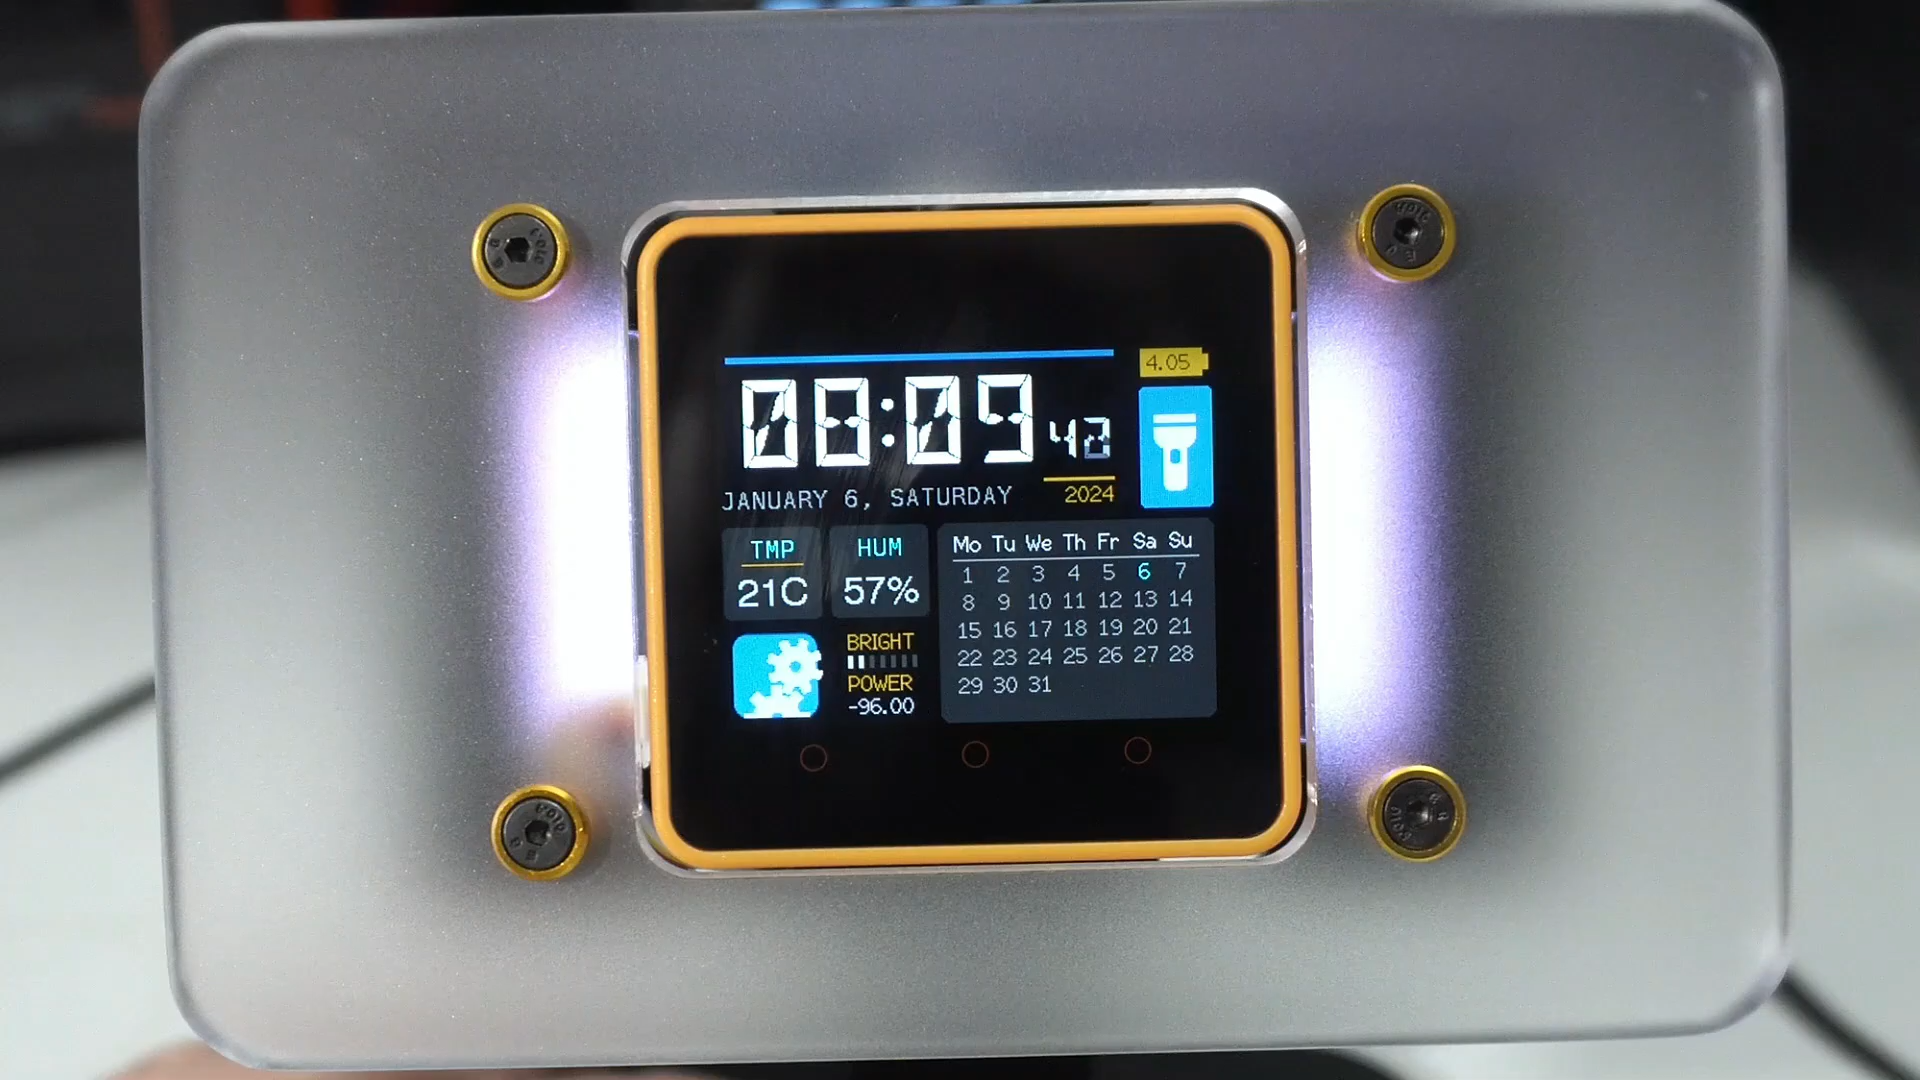 4.05
08:09
JANUARY 6, SATURDAY 2024
TMP HUM
21C 57%
BRIGHT
POWER
-96.00
Mo Tu We Th Fr Sa Su
1 2 3 4 5 6 7
8 9 10 11 12 13 14
15 16 17 18 19 20 21
22 23 24 25 26 27 28
29 30 31